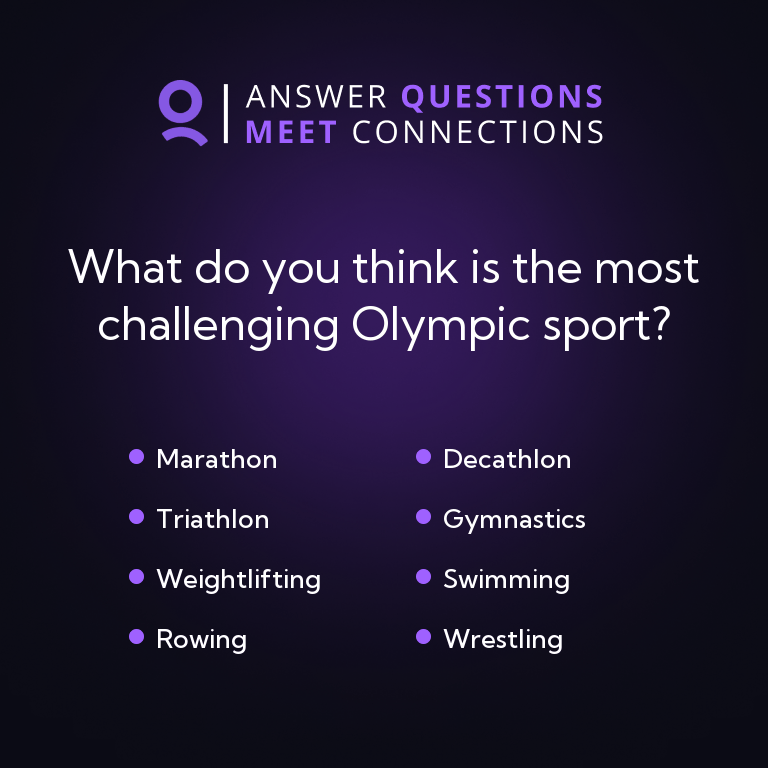 ANSWER QUESTIONS
MEET CONNECTIONS
What do you think is the most
challenging Olympic sport?
Marathon
Triathlon
Weightlifting
Rowing
Decathlon
Gymnastics
Swimming
Wrestling